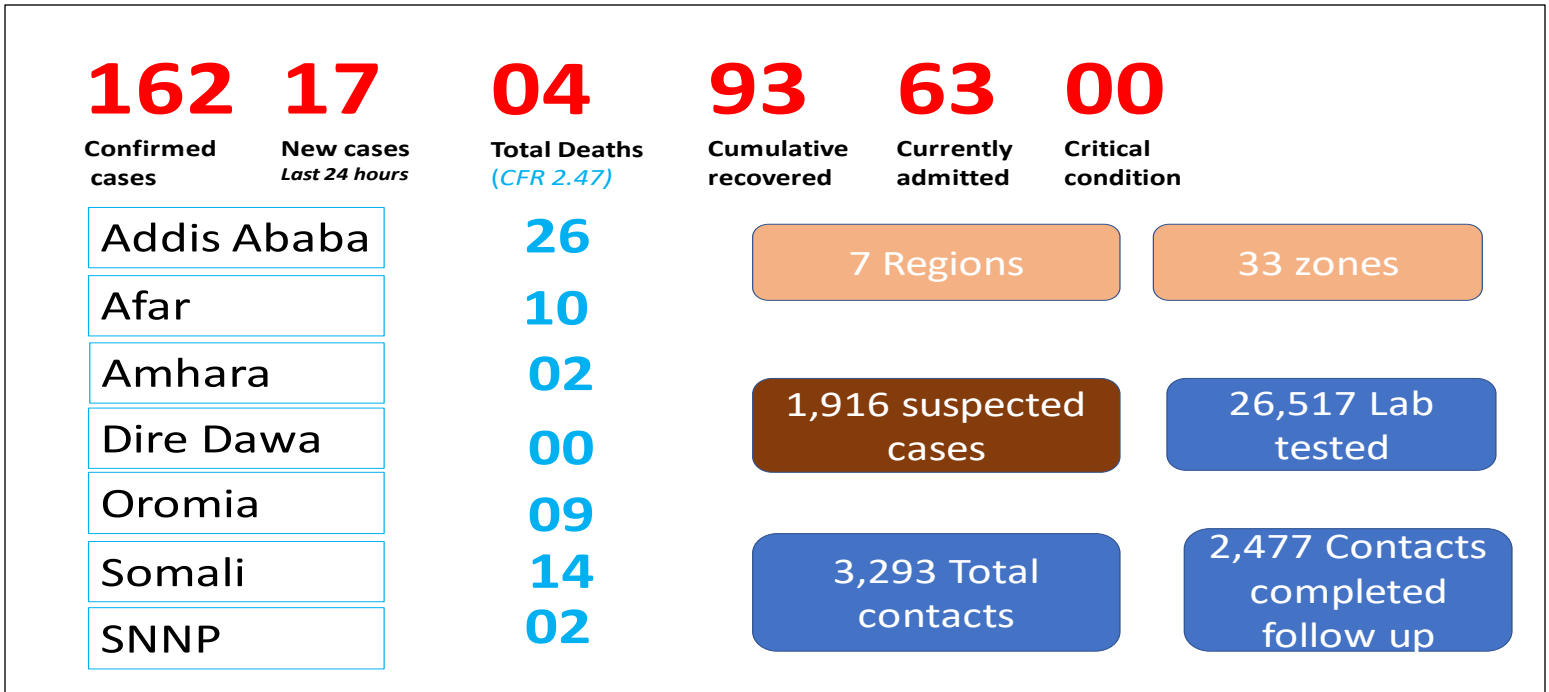 162 17 04 93 63 00
Confirmed New cases Total Deaths Cumulative Currently Critical
cases Last 24 hours (CFR 2.47) recovered admitted condition
Addis Ababa 26
Afar 10
Amhara 02
Dire Dawa 00
Oromia 09
Somali 14
SNNP 02
7 Regions
33 zones
1,916 suspected
cases
26,517 Lab
tested
3,293 Total
contacts
2,477 Contacts
completed
follow up